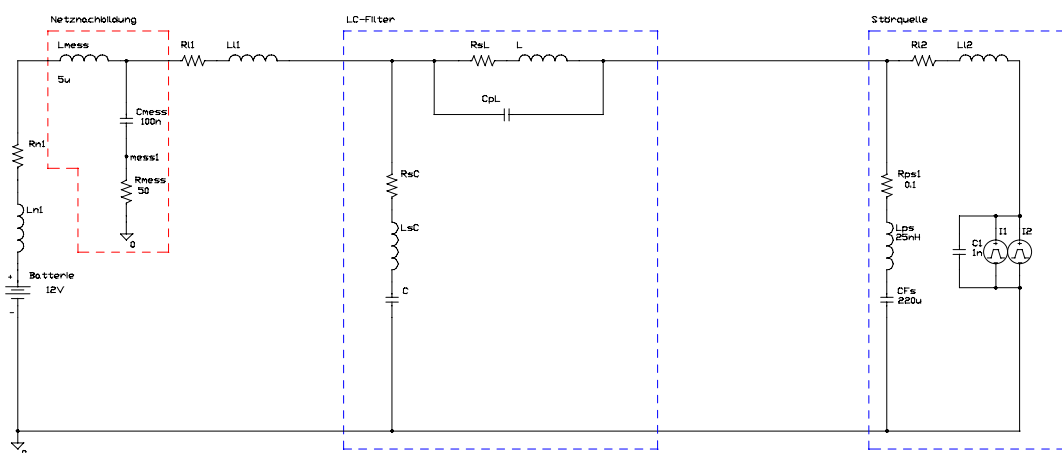 Netznachbildung
LC-Filter
Störquelle
Lmess
5u
Rl1
Ll1
RsL
L
CpL
Rl2
Ll2
Cmess
100n
mess1
Rmess
50
0
Rn1
Ln1
+
Batterie
12V
-
RsC
LsC
C
Rps1
0.1
Lps
25nH
CFs
220u
C1
1n
I1
I2
0